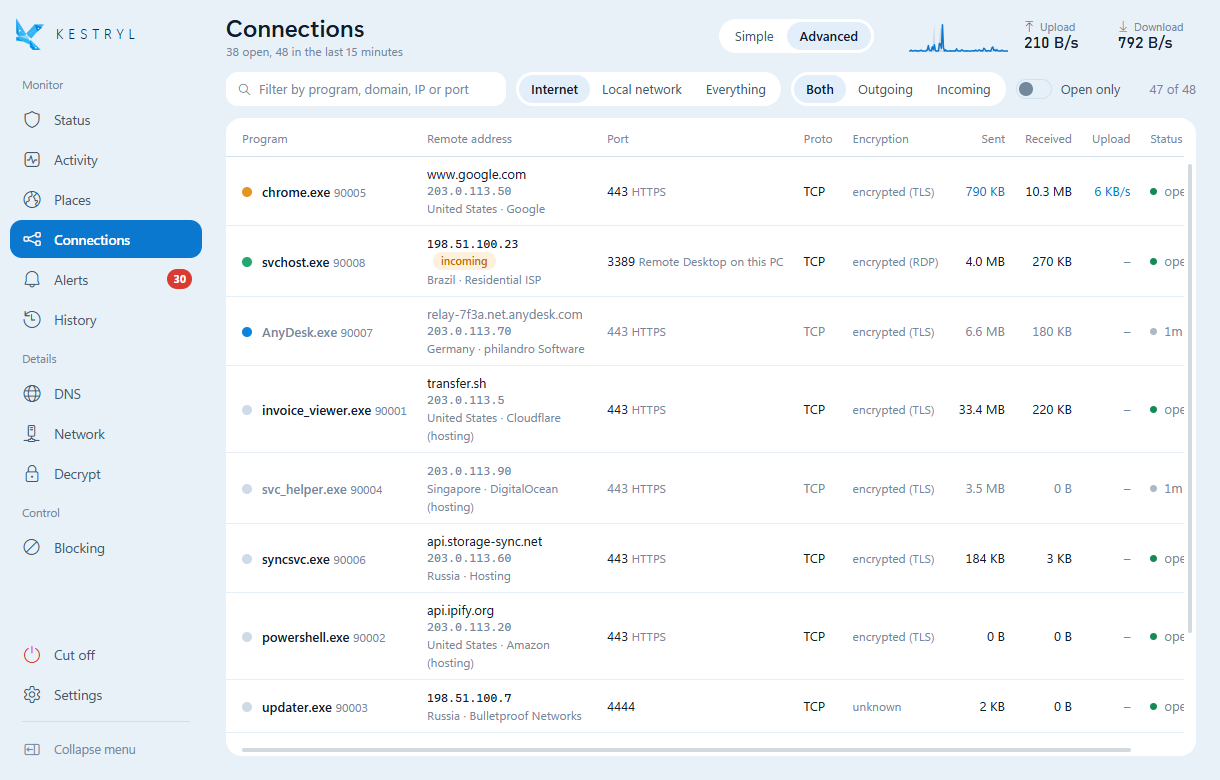 KESTRYL
Connections
38 open, 48 in the last 15 minutes
Simple
Advanced
Upload
210 B/s
Download
792 B/s
Monitor
Status
Activity
Places
Connections
Alerts
30
History
Details
DNS
Network
Decrypt
Control
Blocking
Cut off
Settings
Collapse menu
Filter by program, domain, IP or port
Internet
Local network
Everything
Both
Outgoing
Incoming
Open only
47 of 48
Program Remote address Port Proto Encryption Sent Received Upload Status
www.google.com
chrome.exe 90005 203.0.113.50 443 HTTPS TCP encrypted (TLS) 790 KB 10.3 MB 6 KB/s ope
United States · Google
198.51.100.23
svchost.exe 90008 incoming 3389 Remote Desktop on this PC TCP encrypted (RDP) 4.0 MB 270 KB – ope
Brazil · Residential ISP
relay-7f3a.net.anydesk.com
AnyDesk.exe 90007 203.0.113.70 443 HTTPS TCP encrypted (TLS) 6.6 MB 180 KB – 1m
Germany · philandro Software
transfer.sh
203.0.113.5
invoice_viewer.exe 90001 443 HTTPS TCP encrypted (TLS) 33.4 MB 220 KB – ope
United States · Cloudflare
(hosting)
203.0.113.90
svc_helper.exe 90004 Singapore · DigitalOcean 443 HTTPS TCP encrypted (TLS) 3.5 MB 0 B – 1m
(hosting)
api.storage-sync.net
syncsvc.exe 90006 203.0.113.60 443 HTTPS TCP encrypted (TLS) 184 KB 3 KB – ope
Russia · Hosting
api.ipify.org
203.0.113.20
powershell.exe 90002 443 HTTPS TCP encrypted (TLS) 0 B 0 B – ope
United States · Amazon
(hosting)
198.51.100.7
updater.exe 90003 4444 TCP unknown 2 KB 0 B – ope
Russia · Bulletproof Networks